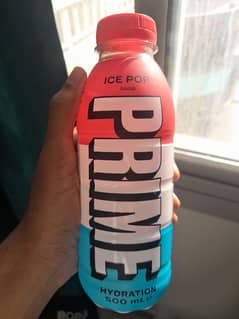 ICE POP
PRIME
HYDRATION
500 mL